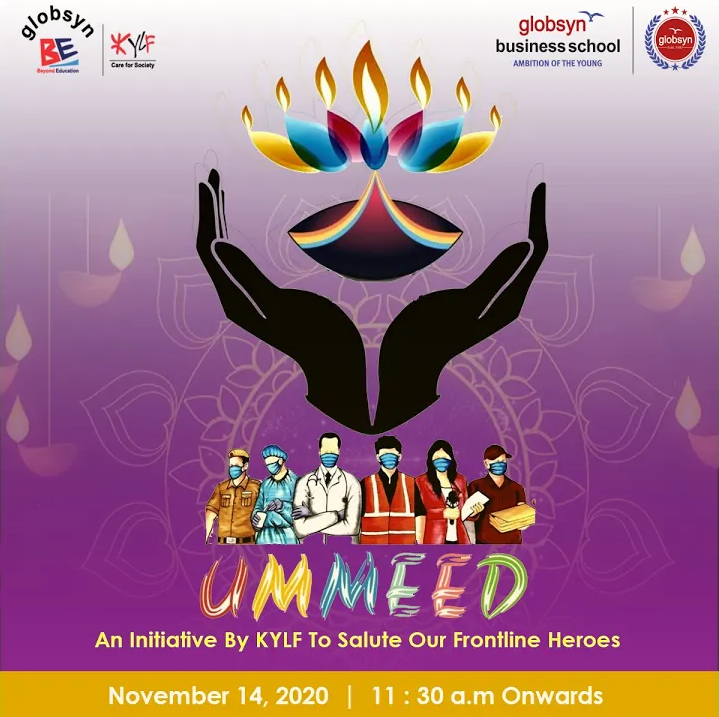 globsyn
BE
Beyond Education
KYLF
Care for Society
globsyn
business school
AMBITION OF THE YOUNG
globsyn
UMMEED
An Initiative By KYLF To Salute Our Frontline Heroes
November 14, 2020 | 11 : 30 a.m Onwards